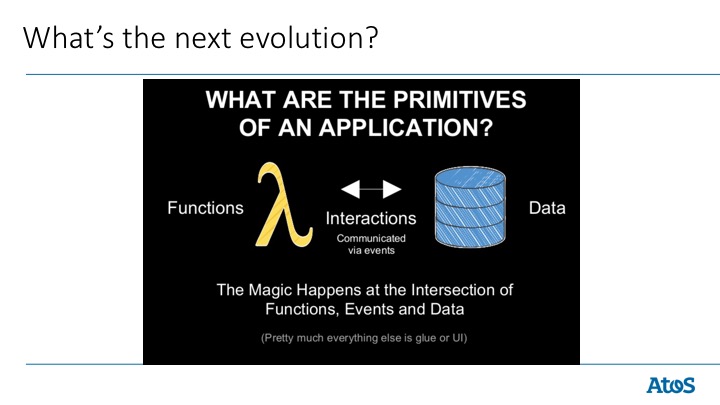 What’s the next evolution?
WHAT ARE THE PRIMITIVES
OF AN APPLICATION?
Functions
λ
Interactions
Communicated
via events
Data
The Magic Happens at the Intersection of
Functions, Events and Data
(Pretty much everything else is glue or UI)
Atos